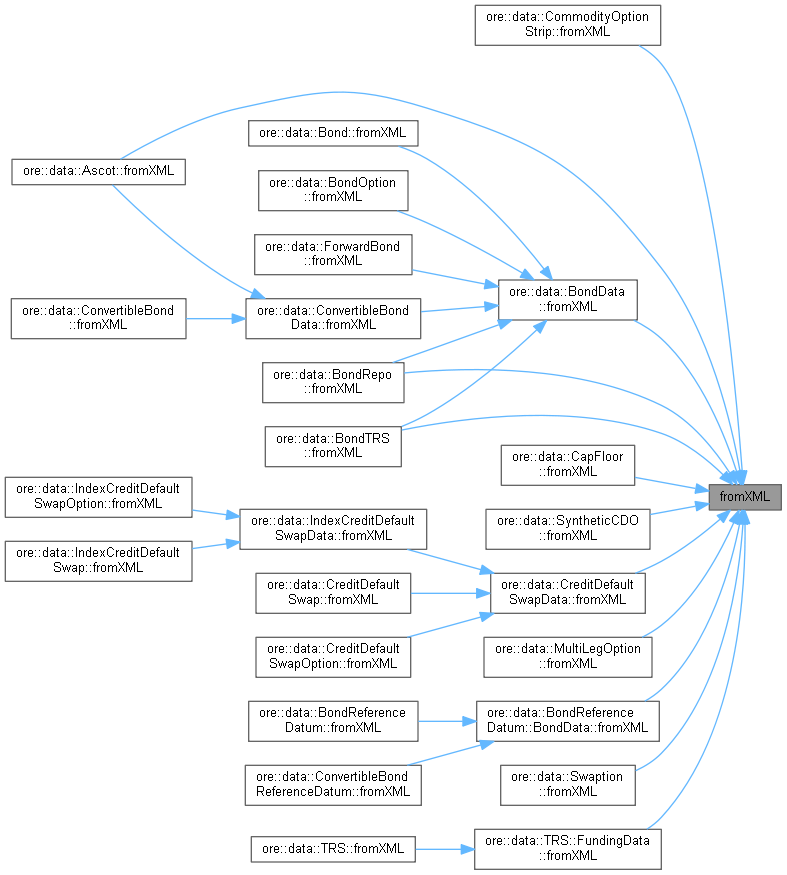 ore::data::CommodityOption
Strip::fromXML
ore::data::Bond::fromXML
ore::data::Ascot::fromXML
ore::data::BondOption
::fromXML
ore::data::ForwardBond
::fromXML
ore::data::BondData
::fromXML
ore::data::ConvertibleBond
::fromXML
ore::data::ConvertibleBond
Data::fromXML
ore::data::BondRepo
::fromXML
ore::data::BondTRS
::fromXML
ore::data::CapFloor
::fromXML
fromXML
ore::data::IndexCreditDefault
SwapOption::fromXML
ore::data::IndexCreditDefault
SwapData::fromXML
ore::data::SyntheticCDO
::fromXML
ore::data::IndexCreditDefault
Swap::fromXML
ore::data::CreditDefault
Swap::fromXML
ore::data::CreditDefault
SwapData::fromXML
ore::data::CreditDefault
SwapOption::fromXML
ore::data::MultiLegOption
::fromXML
ore::data::BondReference
Datum::fromXML
ore::data::BondReference
Datum::BondData::fromXML
ore::data::ConvertibleBond
ReferenceDatum::fromXML
ore::data::Swaption
::fromXML
ore::data::TRS::fromXML
ore::data::TRS::FundingData
::fromXML